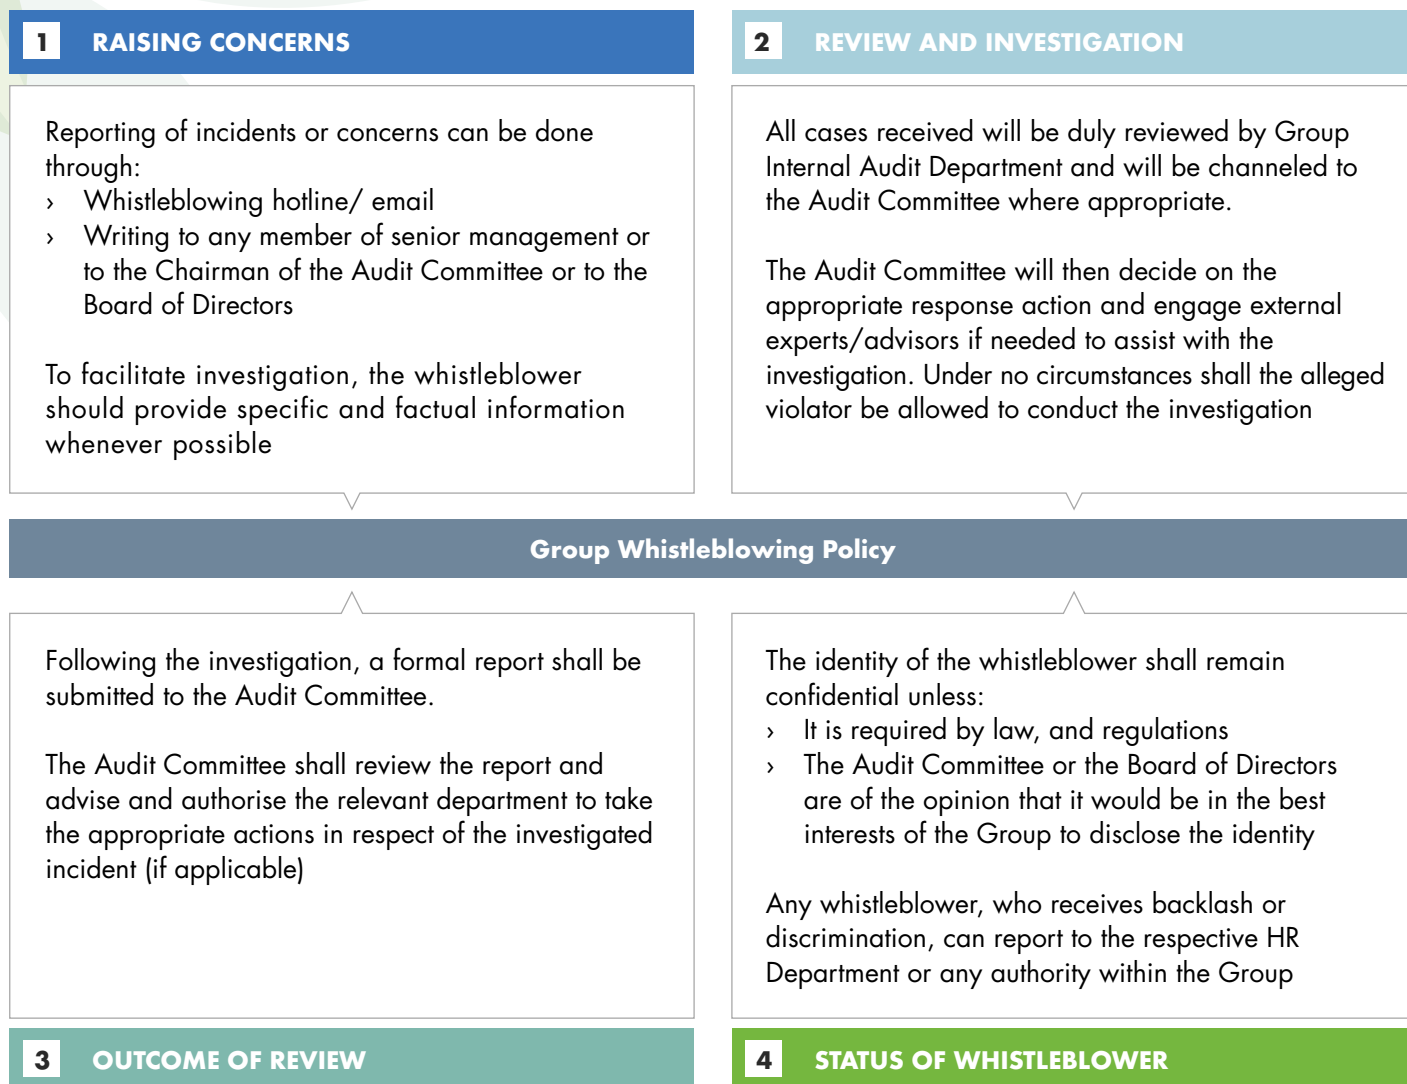 1 RAISING CONCERNS
Reporting of incidents or concerns can be done
through:
› Whistleblowing hotline/ email
› Writing to any member of senior management or
to the Chairman of the Audit Committee or to the
Board of Directors
To facilitate investigation, the whistleblower
should provide specific and factual information
whenever possible
2 REVIEW AND INVESTIGATION
All cases received will be duly reviewed by Group
Internal Audit Department and will be channeled to
the Audit Committee where appropriate.
The Audit Committee will then decide on the
appropriate response action and engage external
experts/advisors if needed to assist with the
investigation. Under no circumstances shall the alleged
violator be allowed to conduct the investigation
Group Whistleblowing Policy
Following the investigation, a formal report shall be
submitted to the Audit Committee.
The Audit Committee shall review the report and
advise and authorise the relevant department to take
the appropriate actions in respect of the investigated
incident (if applicable)
3 OUTCOME OF REVIEW
The identity of the whistleblower shall remain
confidential unless:
› It is required by law, and regulations
› The Audit Committee or the Board of Directors
are of the opinion that it would be in the best
interests of the Group to disclose the identity
Any whistleblower, who receives backlash or
discrimination, can report to the respective HR
Department or any authority within the Group
4 STATUS OF WHISTLEBLOWER